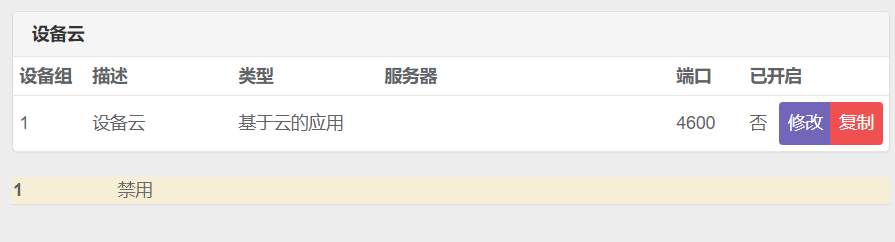 设备云
设备组 描述 类型 服务器 端口 已开启
1 设备云 基于云的应用 4600 否 修改 复制
1 禁用